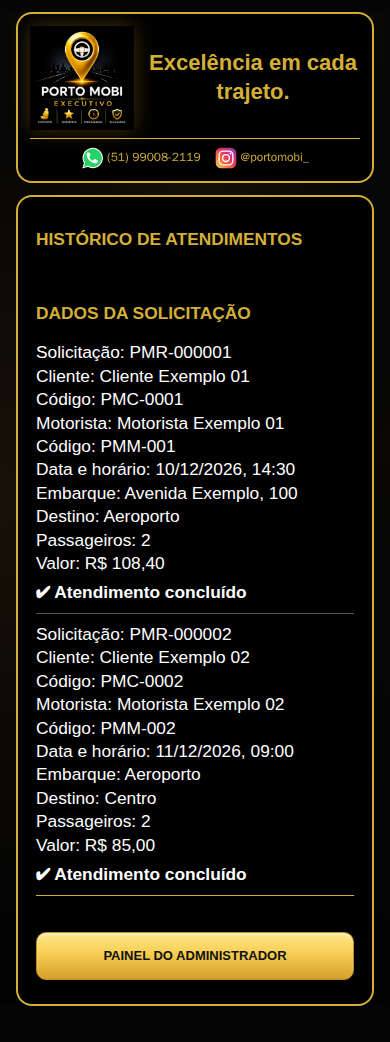 PORTO MOBI
EXECUTIVO
Excelência em cada
trajeto.
(51) 99008-2119
@portomobi_
HISTÓRICO DE ATENDIMENTOS
DADOS DA SOLICITAÇÃO
Solicitação: PMR-000001
Cliente: Cliente Exemplo 01
Código: PMC-0001
Motorista: Motorista Exemplo 01
Código: PMM-001
Data e horário: 10/12/2026, 14:30
Embarque: Avenida Exemplo, 100
Destino: Aeroporto
Passageiros: 2
Valor: R$ 108,40
✔ Atendimento concluído
Solicitação: PMR-000002
Cliente: Cliente Exemplo 02
Código: PMC-0002
Motorista: Motorista Exemplo 02
Código: PMM-002
Data e horário: 11/12/2026, 09:00
Embarque: Aeroporto
Destino: Centro
Passageiros: 2
Valor: R$ 85,00
✔ Atendimento concluído
PAINEL DO ADMINISTRADOR